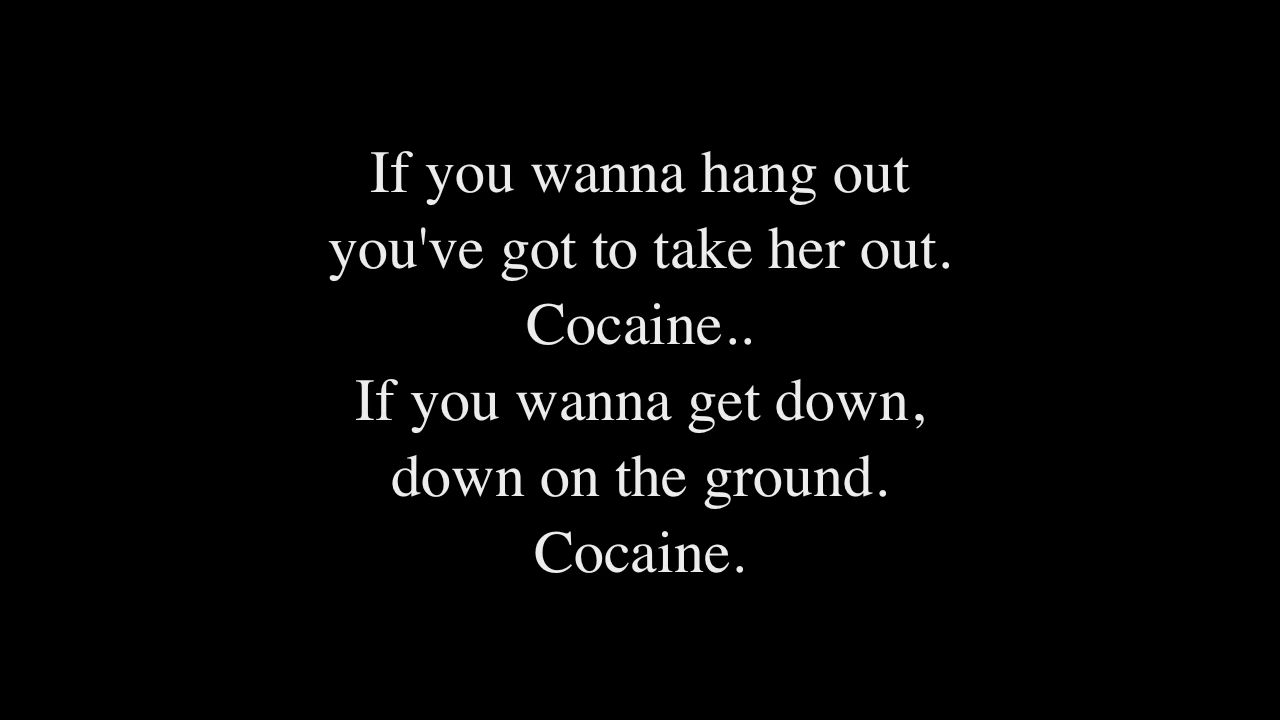 If you wanna hang out
you've got to take her out.
Cocaine..
If you wanna get down,
down on the ground.
Cocaine.